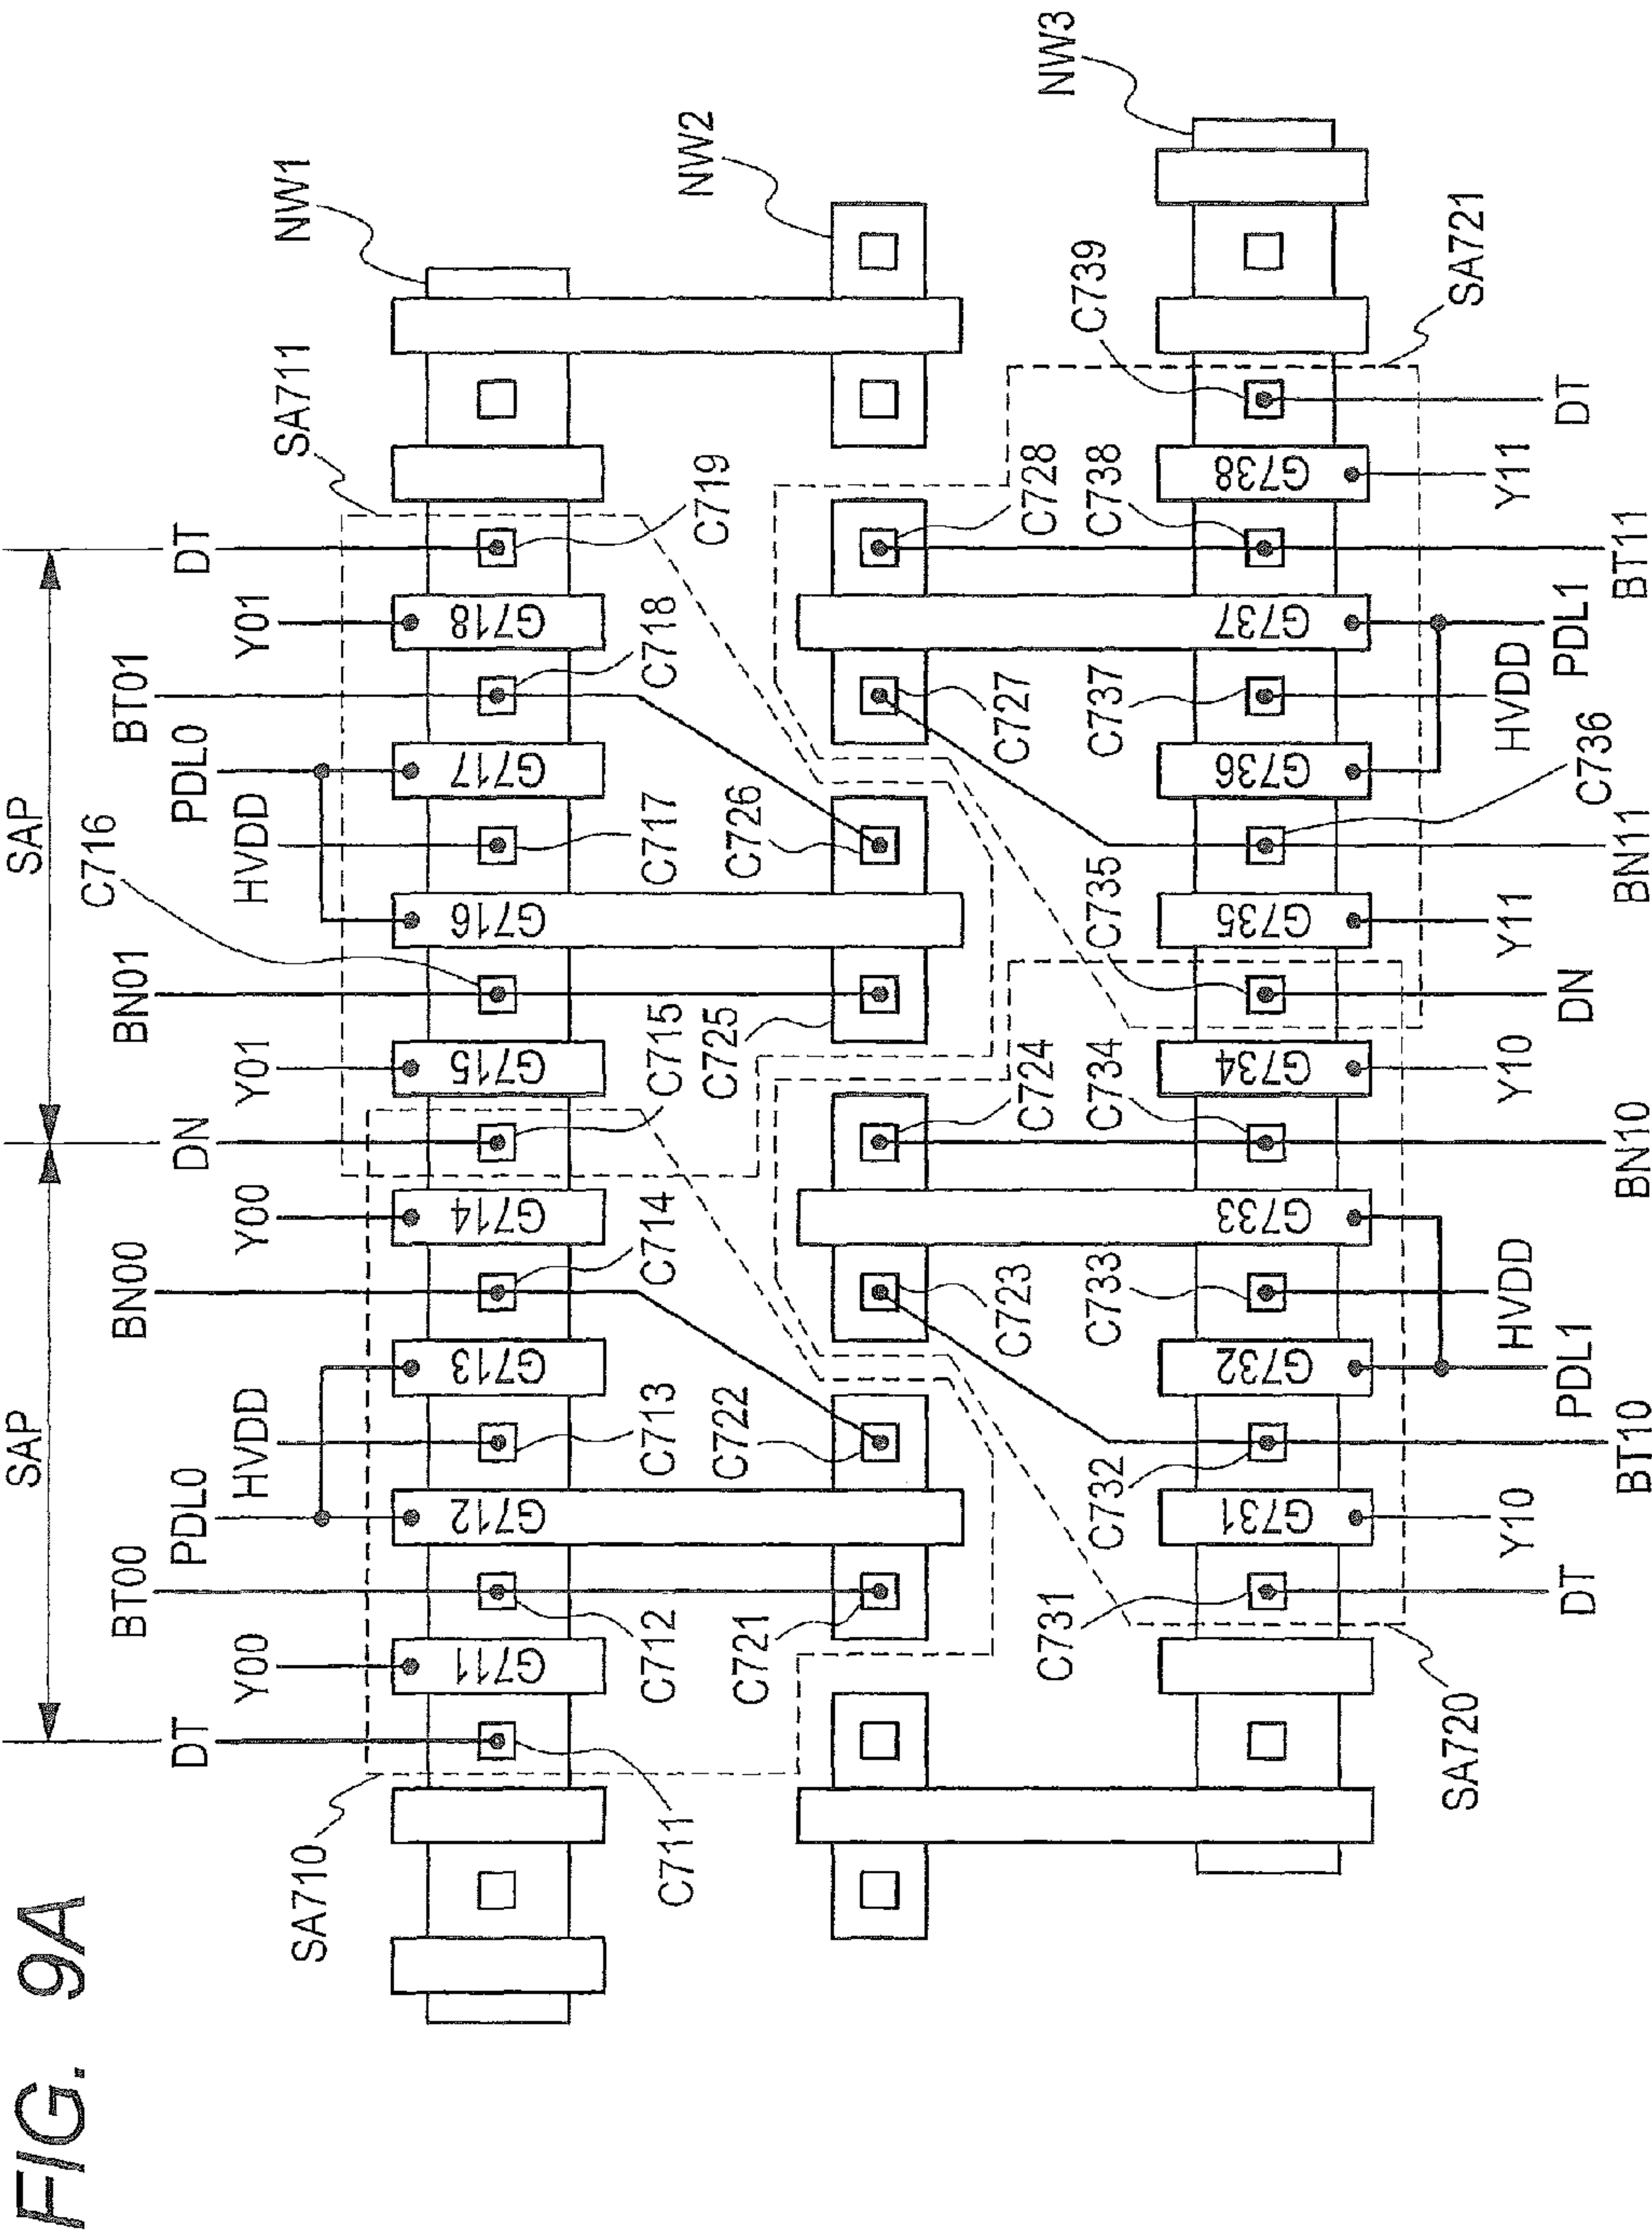 FIG. 9A
SAP
SAP
C716
BT00
BN00
BN01
BT01
DT
PDL0
DN
PDL0
DT
Y00
HVDD
Y00
Y01
HVDD
Y01
SA710
SA711
NW1
G711
G712
G713
G714
G715
G716
G717
G718
C711
C712
C713
C714
C715
C717
C718
C719
NW2
C721
C722
C725
C726
C723
C724
C727
C728
C731
C732
C733
C734
C735
C737
C738
C739
NW3
G731
G732
G733
G734
G735
G736
G737
G738
SA720
SA721
Y10
HVDD
Y10
Y11
HVDD
Y11
DT
PDL1
DN
PDL1
DT
C736
BT10
BN10
BN11
BT11